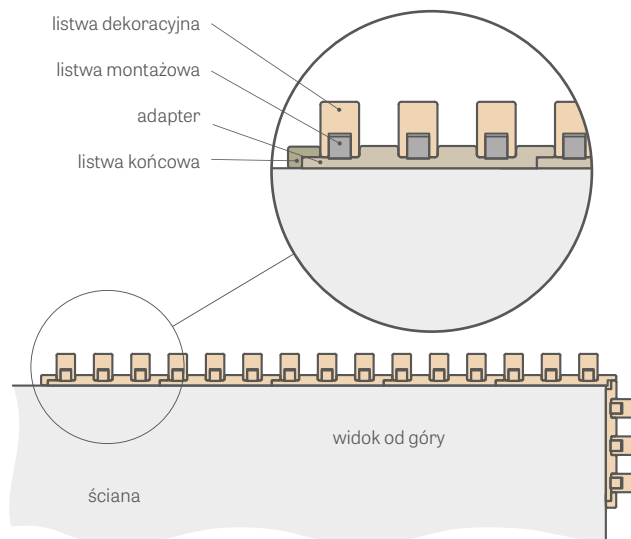 listwa dekoracyjna
listwa montażowa
adapter
listwa końcowa
widok od góry
ściana